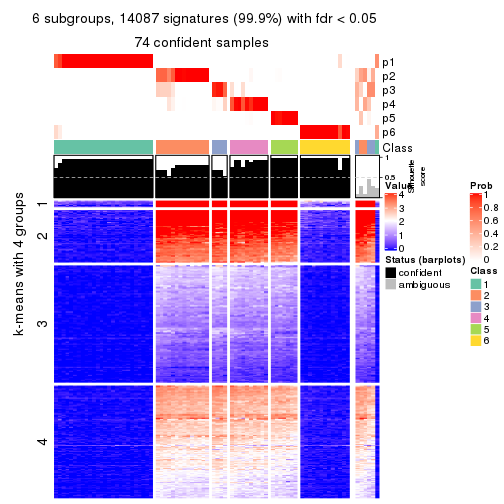 6 subgroups, 14087 signatures (99.9%) with fdr < 0.05
74 confident samples
p1
p2
p3
p4
p5
p6
Class
1
0.5
0
Silhouette
score
k-means with 4 groups
1
2
3
4
Value
4
3
2
1
0
Status (barplots)
confident
ambiguous
Prob
1
0.8
0.6
0.4
0.2
0
Class
1
2
3
4
5
6